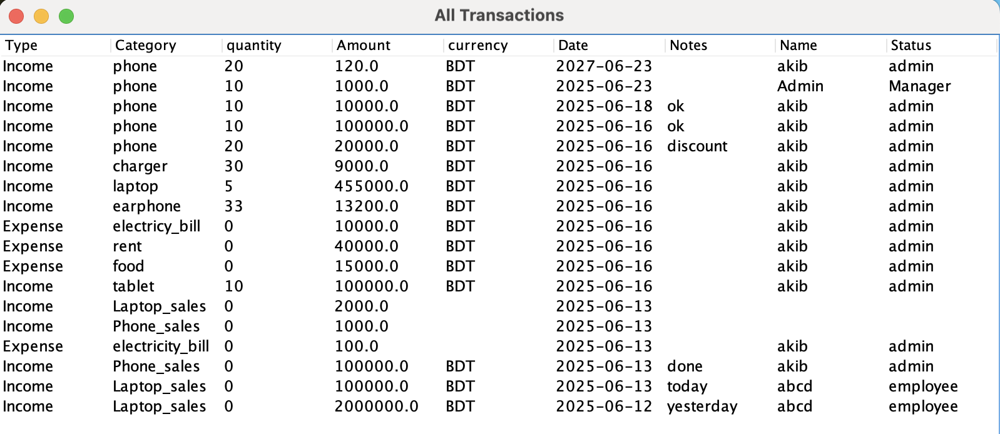 All Transactions
Type Category quantity Amount currency Date Notes Name Status
Income phone 20 120.0 BDT 2027-06-23 akib admin
Income phone 10 1000.0 BDT 2025-06-23 Admin Manager
Income phone 10 10000.0 BDT 2025-06-18 ok akib admin
Income phone 10 100000.0 BDT 2025-06-16 ok akib admin
Income phone 20 20000.0 BDT 2025-06-16 discount akib admin
Income charger 30 9000.0 BDT 2025-06-16 akib admin
Income laptop 5 455000.0 BDT 2025-06-16 akib admin
Income earphone 33 13200.0 BDT 2025-06-16 akib admin
Expense electricy_bill 0 10000.0 BDT 2025-06-16 akib admin
Expense rent 0 40000.0 BDT 2025-06-16 akib admin
Expense food 0 15000.0 BDT 2025-06-16 akib admin
Income tablet 10 100000.0 BDT 2025-06-16 akib admin
Income Laptop_sales 0 2000.0 2025-06-13
Income Phone_sales 0 1000.0 2025-06-13
Expense electricity_bill 0 100.0 2025-06-13 akib admin
Income Phone_sales 0 100000.0 BDT 2025-06-13 done akib admin
Income Laptop_sales 0 100000.0 BDT 2025-06-13 today abcd employee
Income Laptop_sales 0 2000000.0 BDT 2025-06-12 yesterday abcd employee